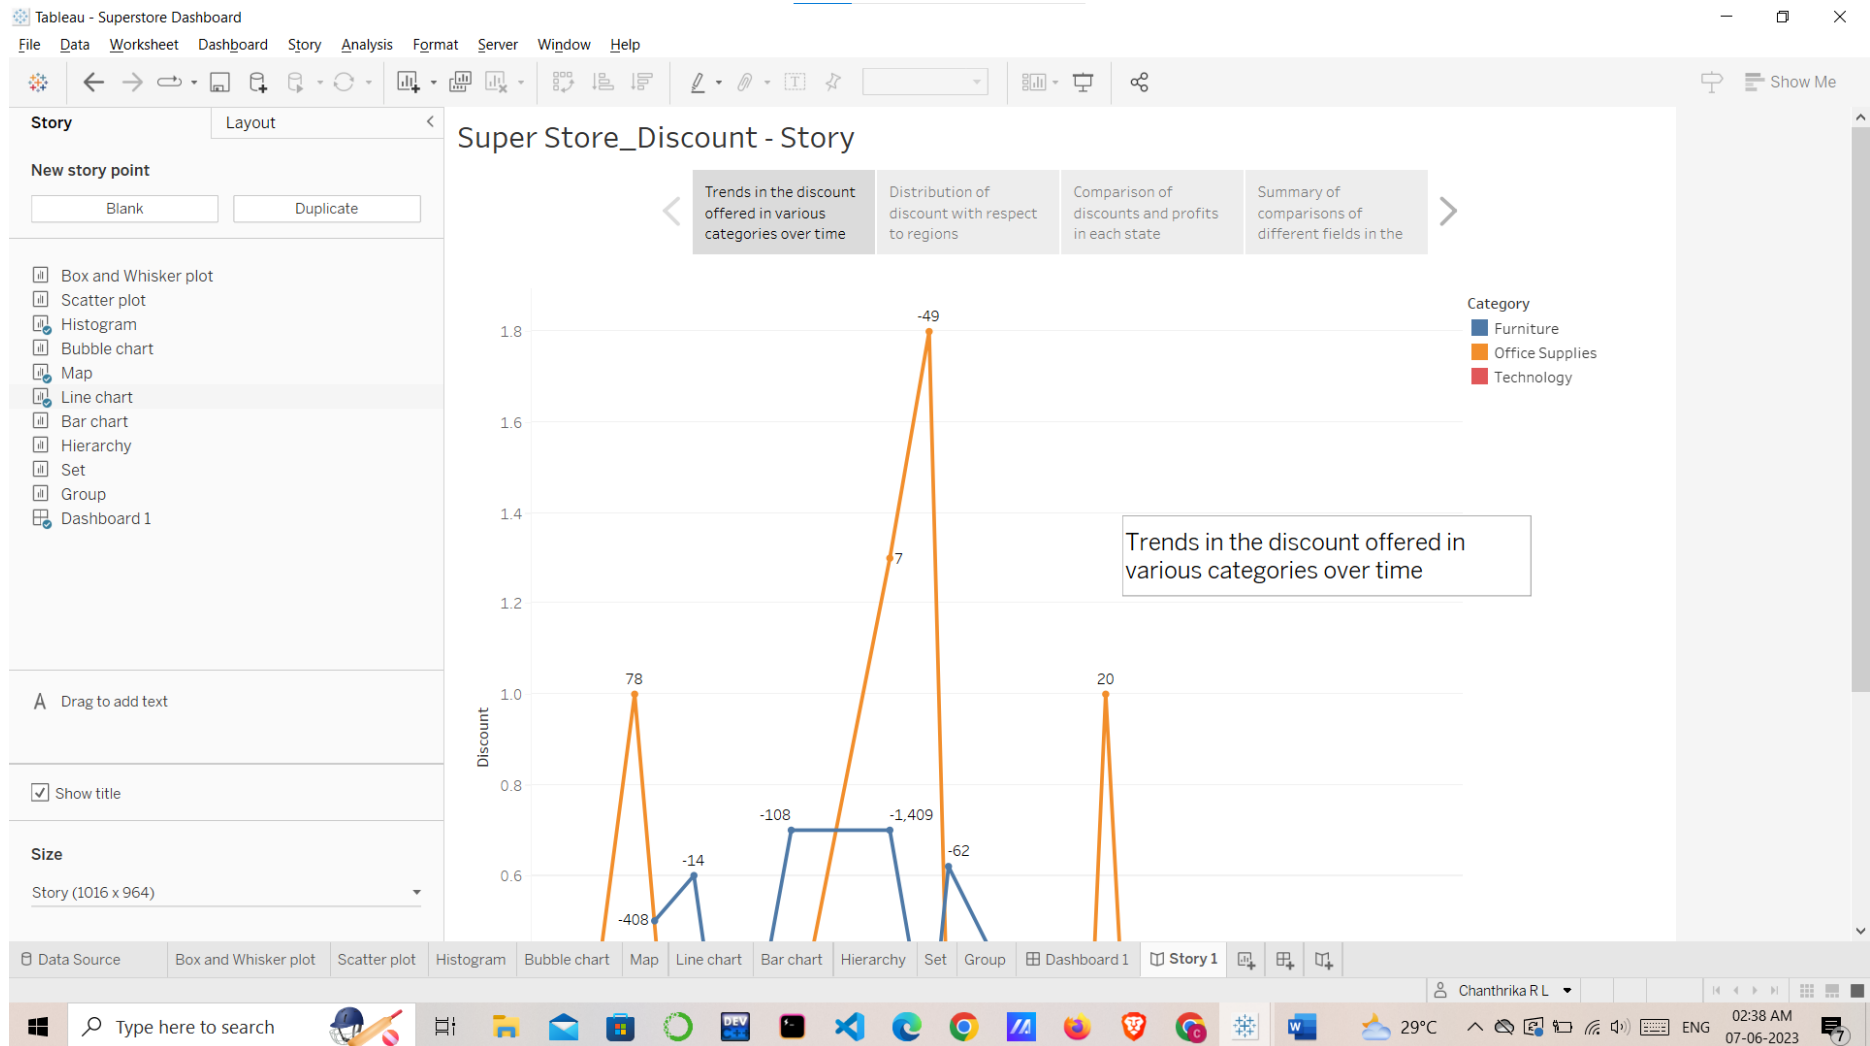 Tableau - Superstore Dashboard
File Data Worksheet Dashboard Story Analysis Format Server Window Help
Show Me
Story
Layout
New story point
Blank
Duplicate
Box and Whisker plot
Scatter plot
Histogram
Bubble chart
Map
Line chart
Bar chart
Hierarchy
Set
Group
Dashboard 1
A Drag to add text
Show title
Size
Story (1016 x 964)
Super Store_Discount - Story
Trends in the discount
offered in various
categories over time
Distribution of
discount with respect
to regions
Comparison of
discounts and profits
in each state
Summary of
comparisons of
different fields in the
Category
Furniture
Office Supplies
Technology
Discount
1.8
1.6
1.4
1.2
1.0
0.8
0.6
-49
7
78
20
-108
-1,409
-14
-62
-408
Trends in the discount offered in
various categories over time
Data Source Box and Whisker plot Scatter plot Histogram Bubble chart Map Line chart Bar chart Hierarchy Set Group Dashboard 1 Story 1
Chanthrika R L
Type here to search
DEV
C
W
29°C
ENG
02:38 AM
07-06-2023
7